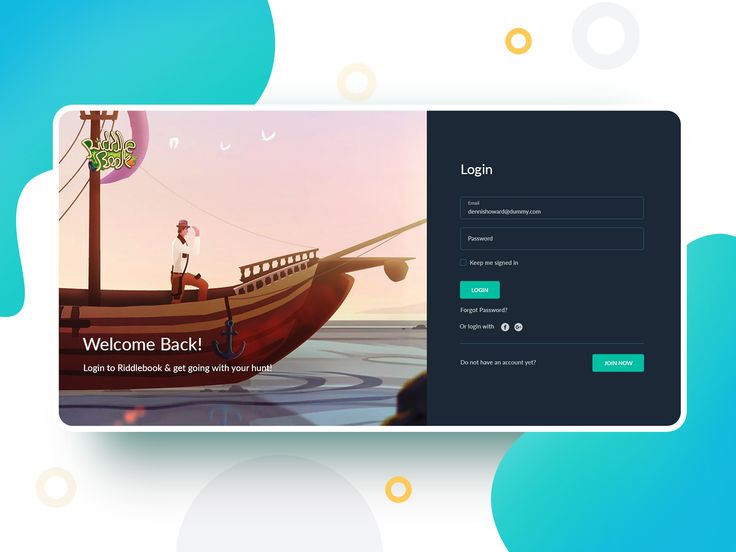 Riddle
Book
Welcome Back!
Login to Riddlebook & get going with your hunt!
Login
Email
dennishoward@dummy.com
Password
Keep me signed in
LOGIN
Forgot Password?
Or login with
Do not have an account yet?
JOIN NOW